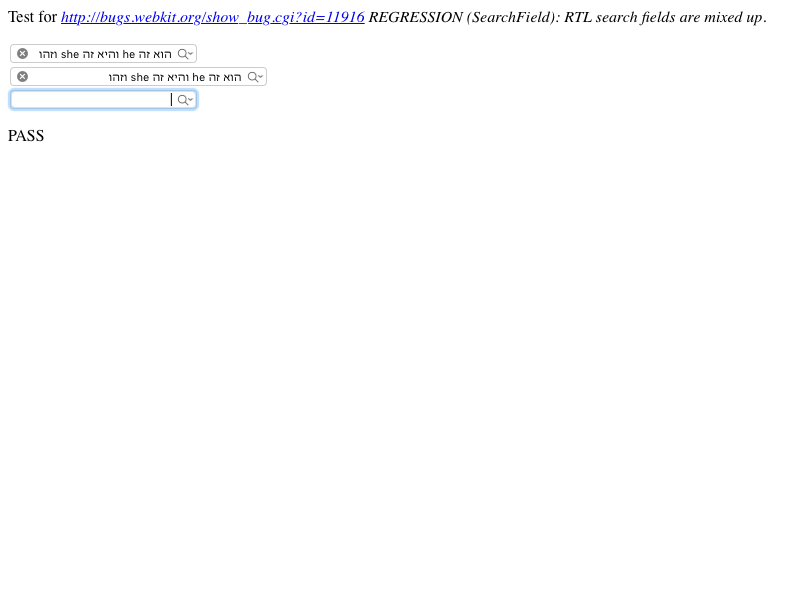 Test for http://bugs.webkit.org/show_bug.cgi?id=11916 REGRESSION (SearchField): RTL search fields are mixed up.
הוא זה he והיא זה she וזהו
הוא זה he והיא זה she וזהו
PASS